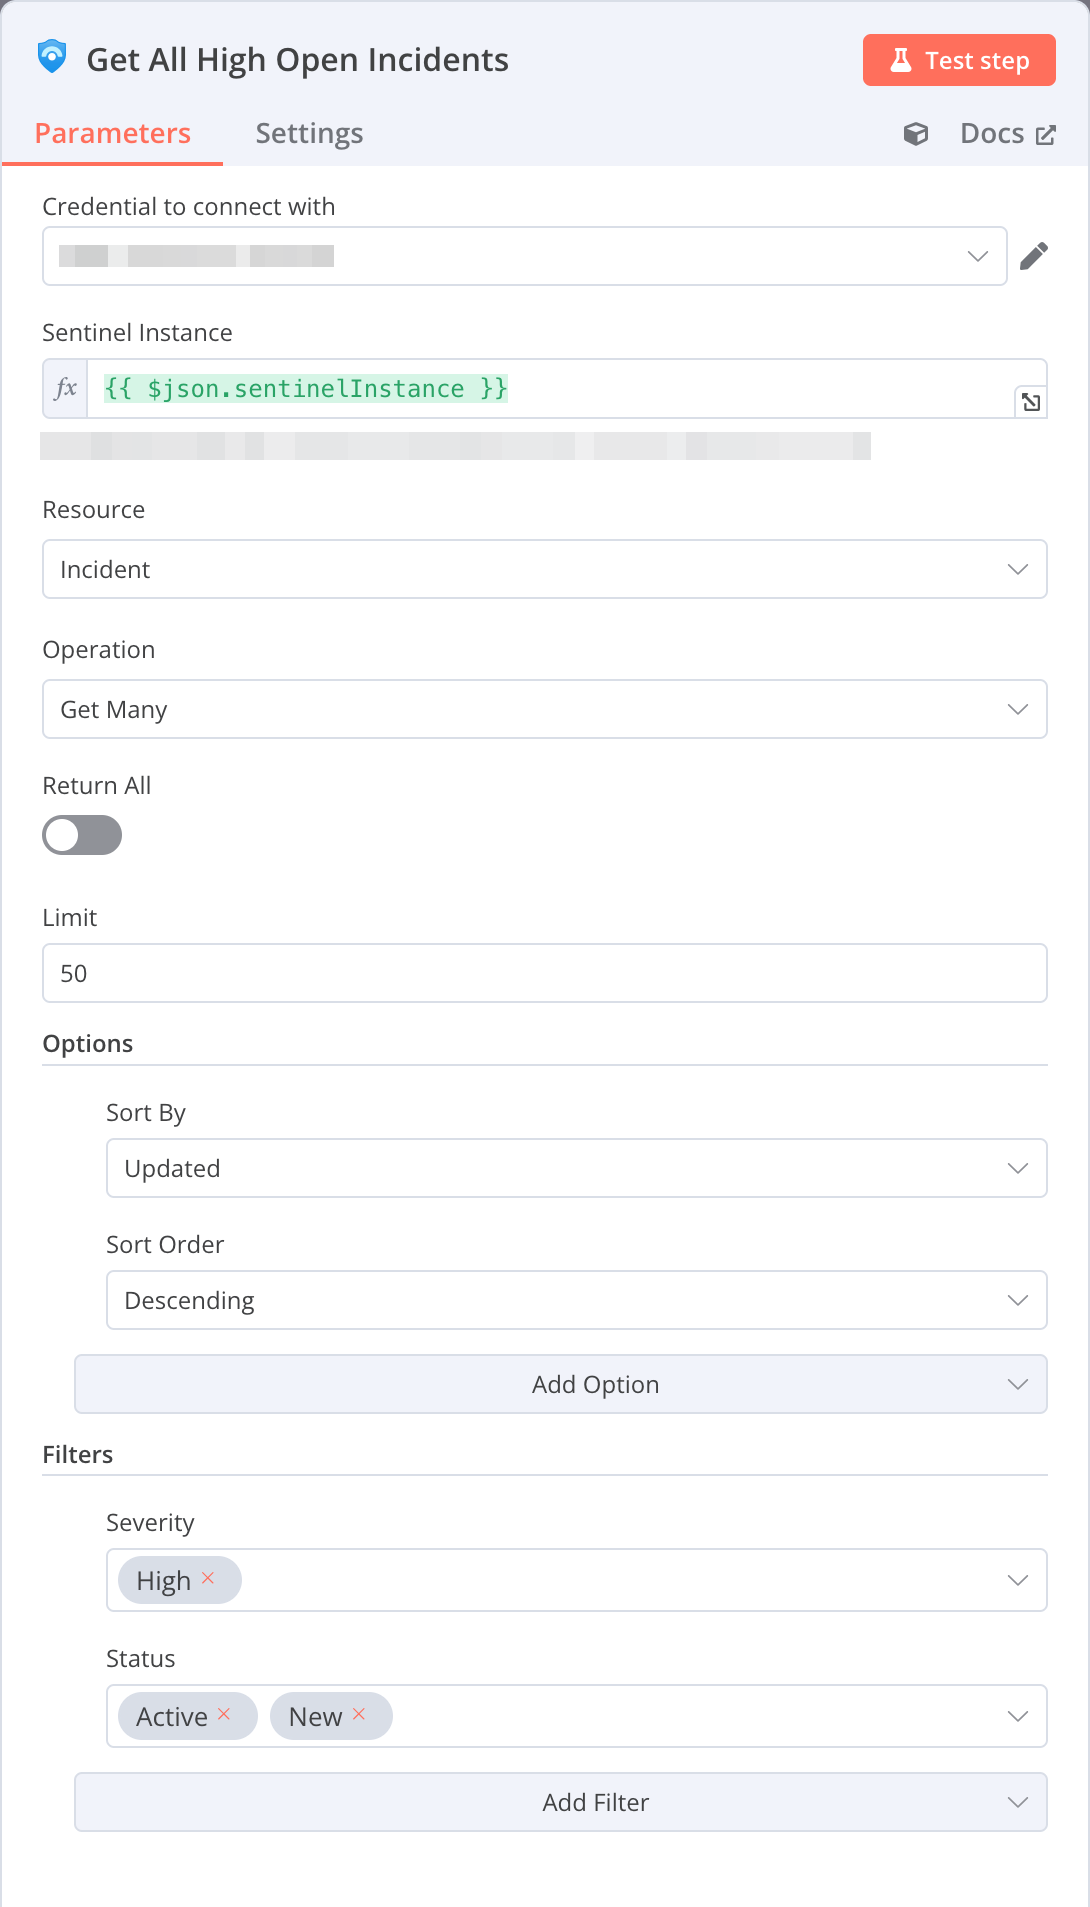 Get All High Open Incidents
Test step
Parameters
Settings
Docs
Credential to connect with
Sentinel Instance
fx
{{ $json.sentinelInstance }}
Resource
Incident
Operation
Get Many
Return All
Limit
50
Options
Sort By
Updated
Sort Order
Descending
Add Option
Filters
Severity
High ×
Status
Active × New ×
Add Filter